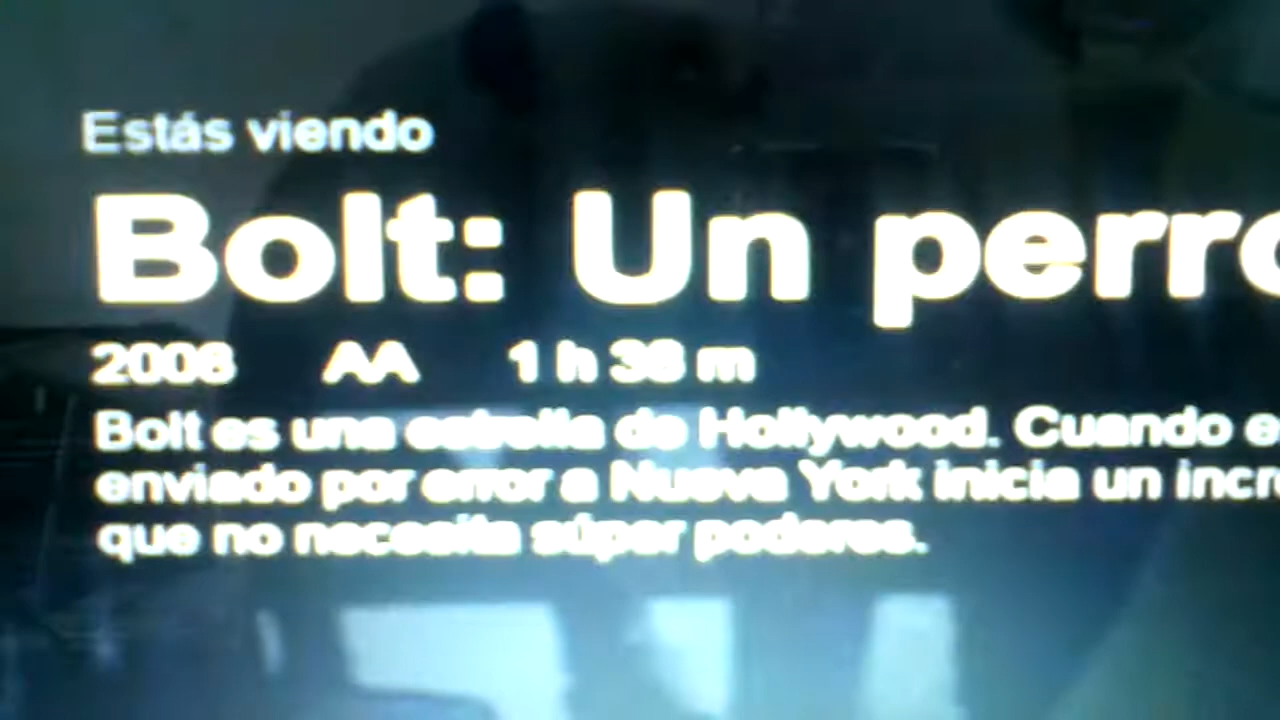 Estás viendo
Bolt: Un perro
2008 AA 1 h 36 m
Bolt es una estrella de Hollywood. Cuando
enviado por error a Nueva York inicia un
que no necesita súper poderes.